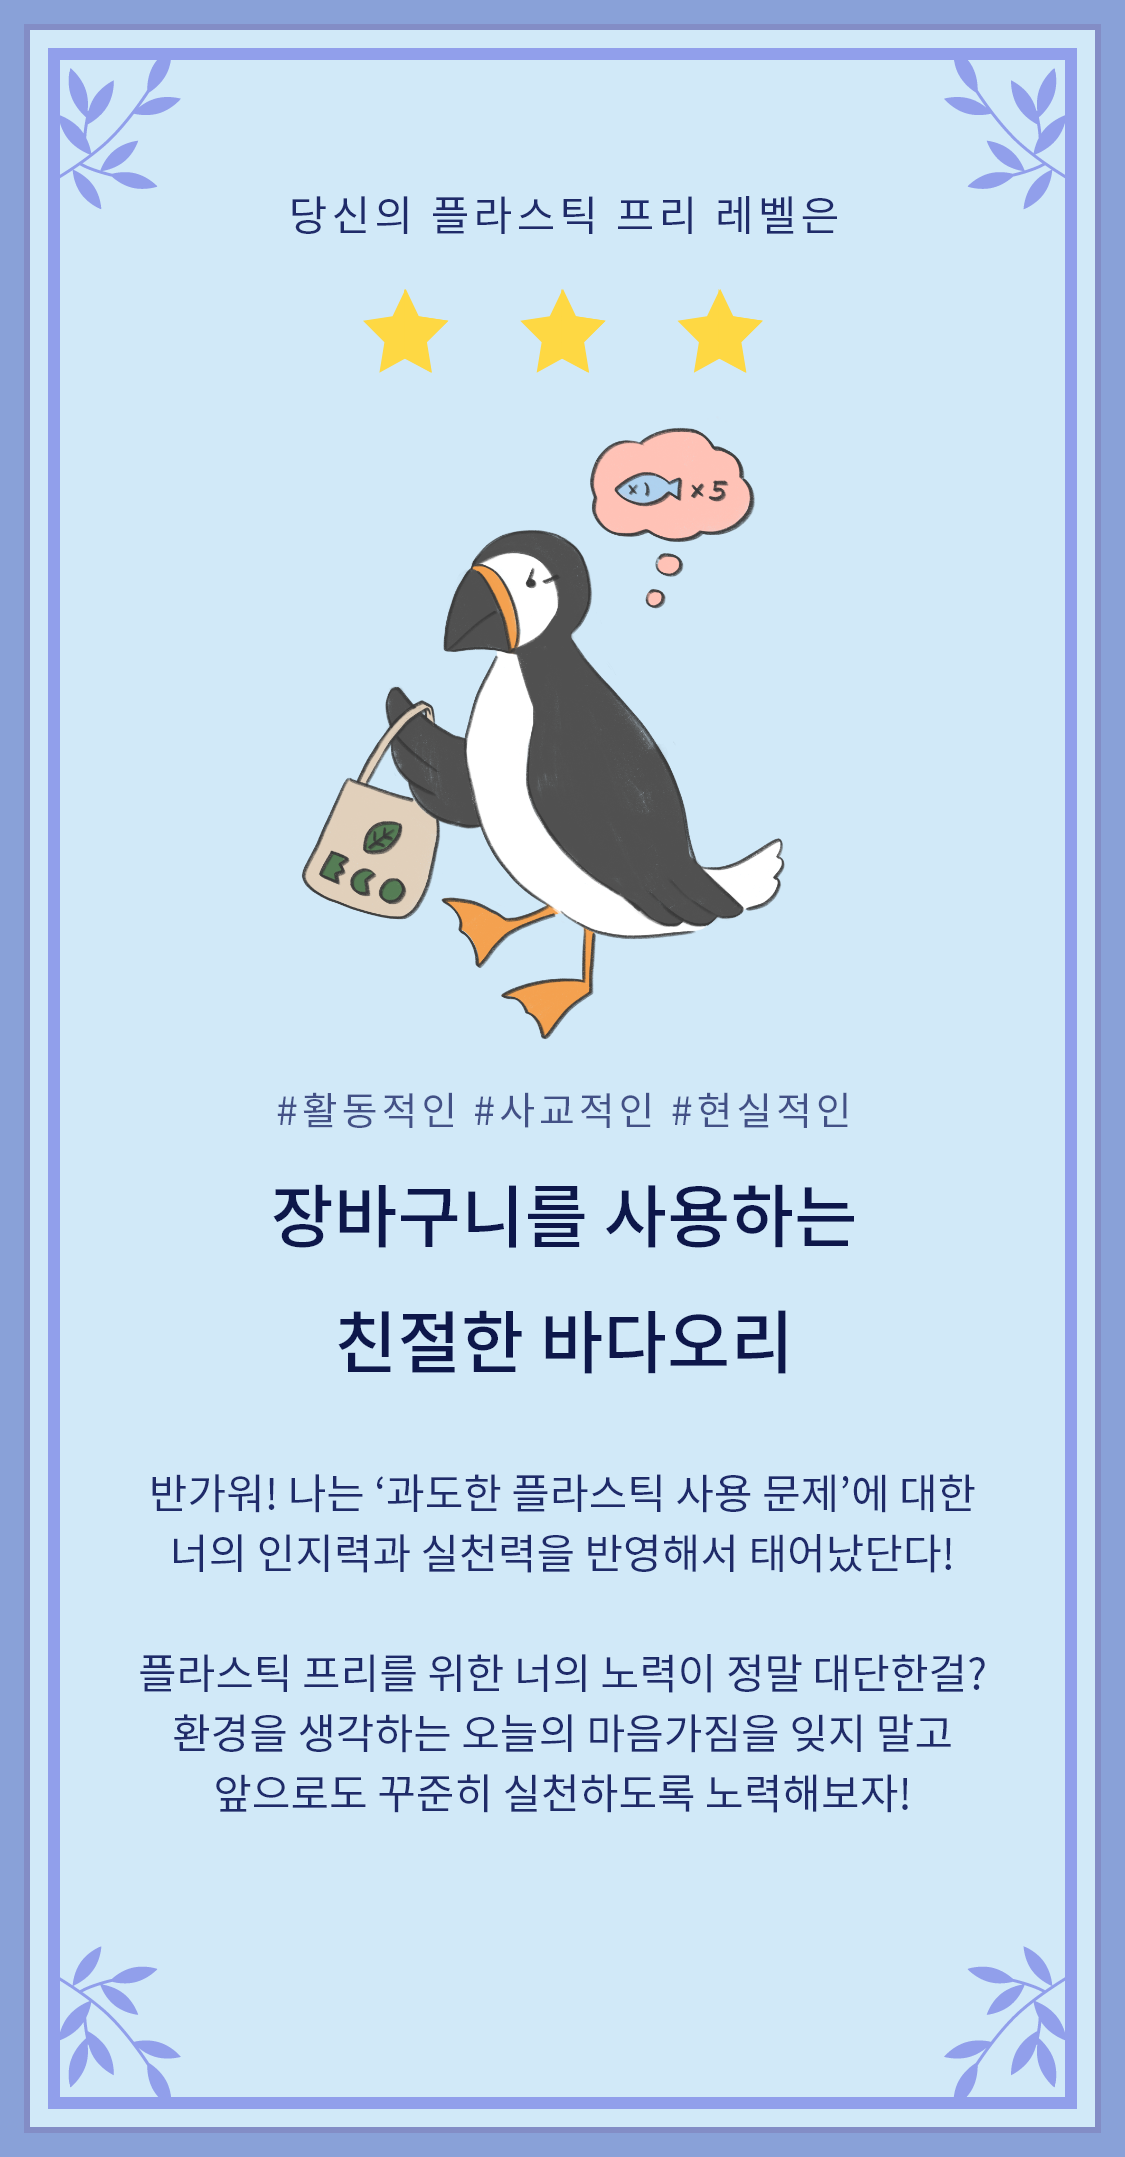 당신의 플라스틱 프리 레벨은
×5
ECO
#활동적인 #사교적인 #현실적인
장바구니를 사용하는
친절한 바다오리
반가워! 나는 ‘과도한 플라스틱 사용 문제’에 대한
너의 인지력과 실천력을 반영해서 태어났단다!
플라스틱 프리를 위한 너의 노력이 정말 대단한걸?
환경을 생각하는 오늘의 마음가짐을 잊지 말고
앞으로도 꾸준히 실천하도록 노력해보자!